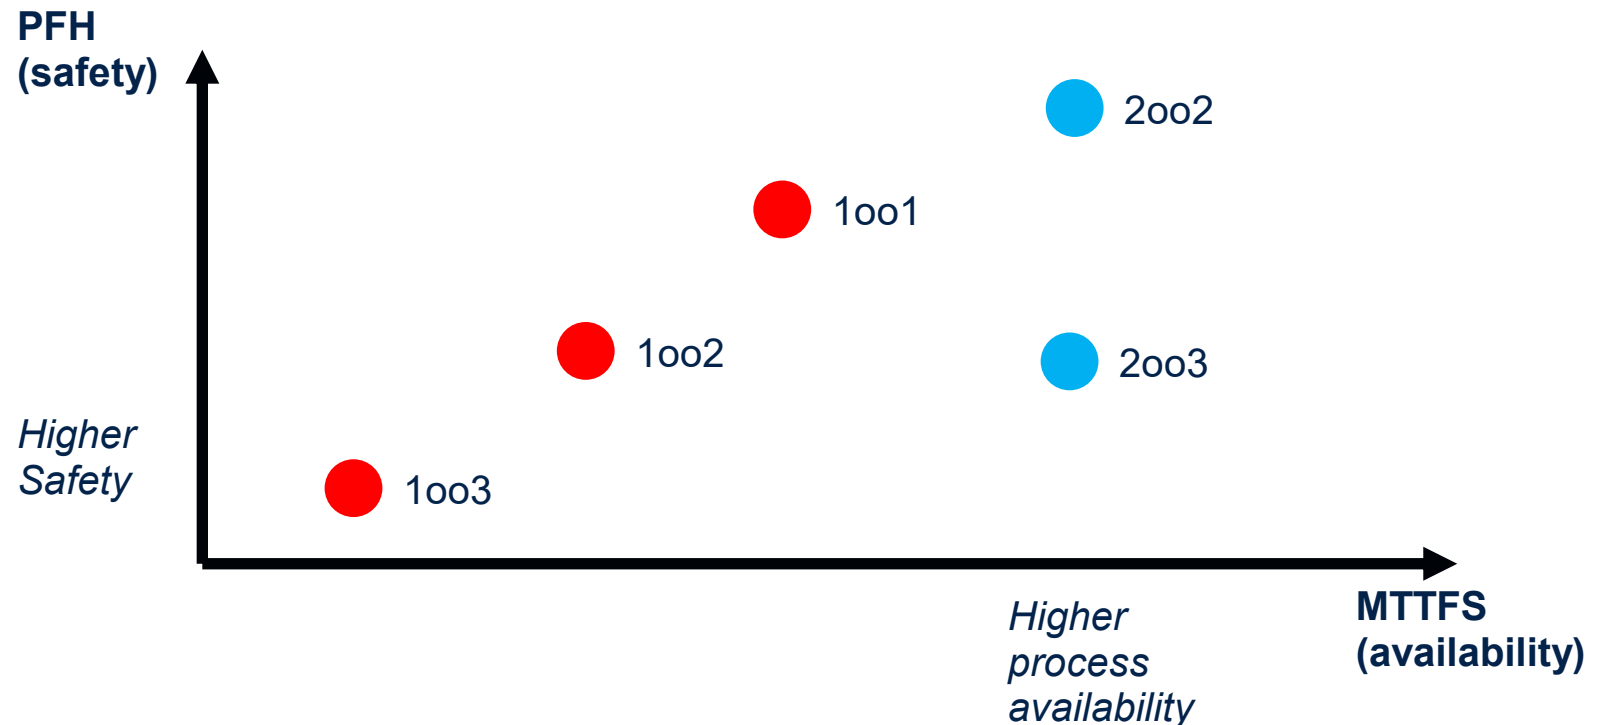 PFH
(safety)
2oo2
1oo1
1oo2
2oo3
Higher
Safety
1oo3
Higher
process
availability
MTTFS
(availability)